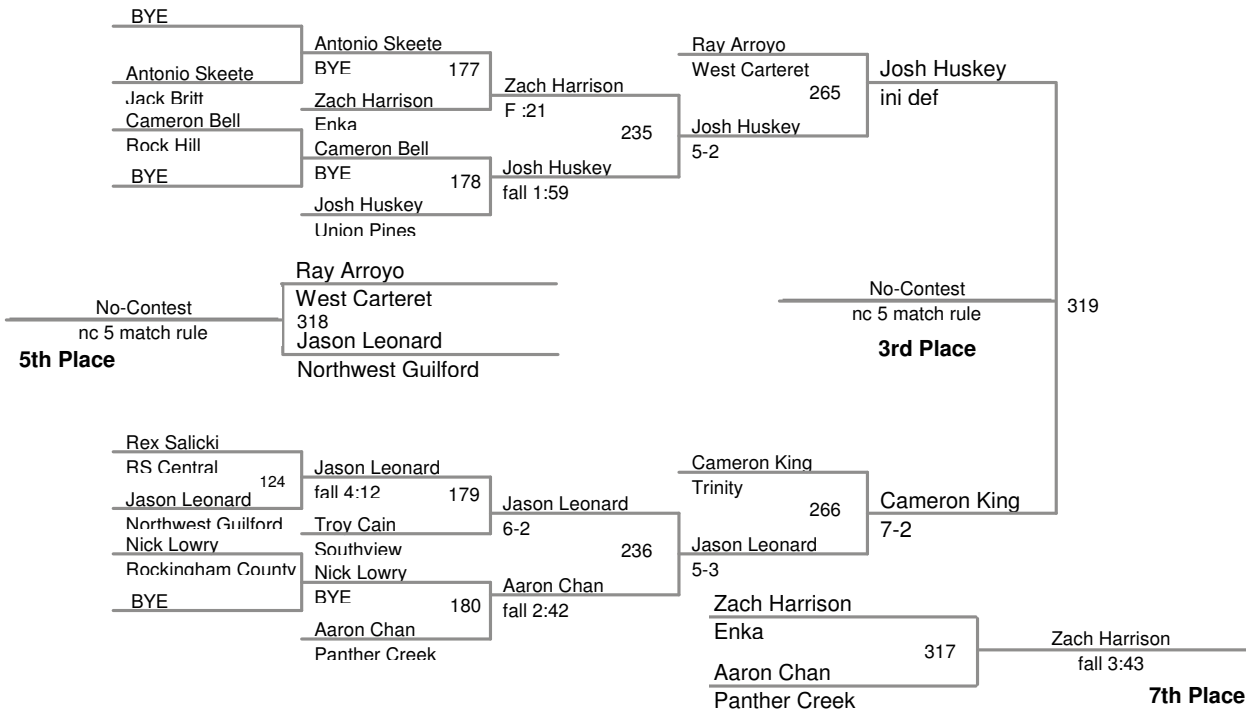 BYE
Antonio Skeete
Jack Britt
Cameron Bell
Rock Hill
BYE
Antonio Skeete
BYE
177
Zach Harrison
Enka
Cameron Bell
BYE
178
Josh Huskey
Union Pines
Zach Harrison
F :21
235
Josh Huskey
fall 1:59
Ray Arroyo
West Carteret
265
Josh Huskey
5-2
Josh Huskey
ini def
Ray Arroyo
West Carteret
318
Jason Leonard
Northwest Guilford
No-Contest
nc 5 match rule
5th Place
No-Contest
nc 5 match rule
3rd Place
319
Rex Salicki
RS Central
124
Jason Leonard
Northwest Guilford
Nick Lowry
Rockingham County
BYE
Jason Leonard
fall 4:12
179
Troy Cain
Southview
Nick Lowry
BYE
180
Aaron Chan
Panther Creek
Jason Leonard
6-2
236
Aaron Chan
fall 2:42
Cameron King
Trinity
266
Jason Leonard
5-3
Cameron King
7-2
Zach Harrison
Enka
317
Aaron Chan
Panther Creek
Zach Harrison
fall 3:43
7th Place